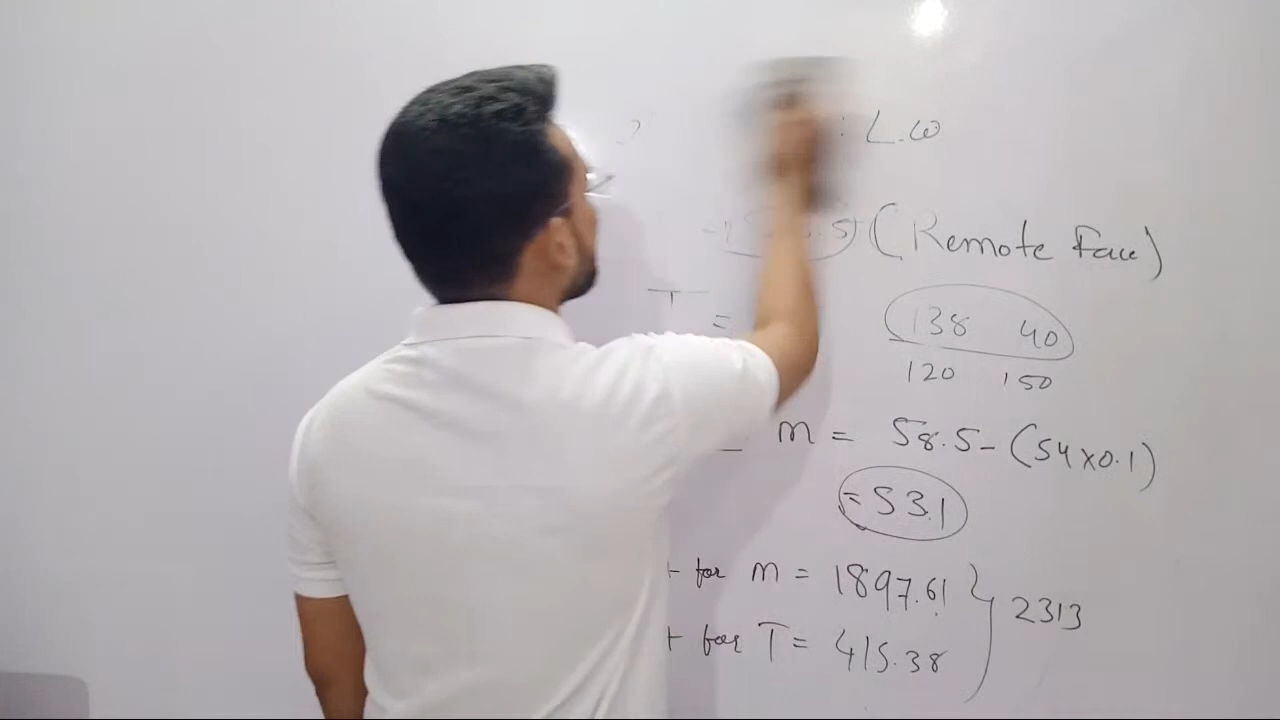 : L.W
(Remote Face)
T =
138 40
120 150
m = 58.5 - (54 x 0.1)
= 53.1
for m = 1897.61 } 2313
for T = 415.38